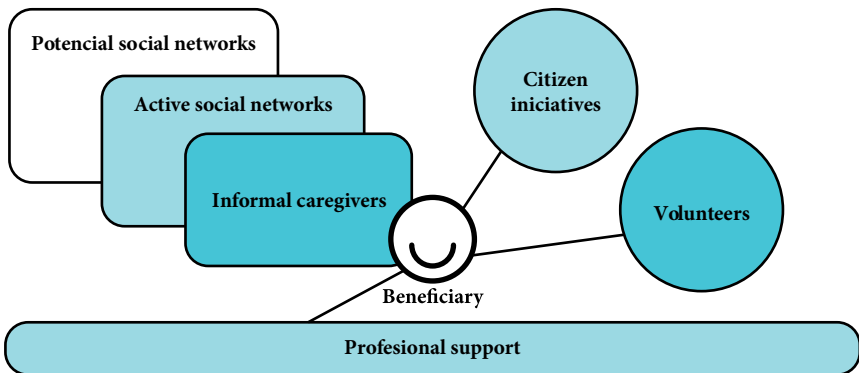 Potencial social networks
Active social networks
Informal caregivers
Citizen
iniciatives
Volunteers
Beneficiary
Profesional support